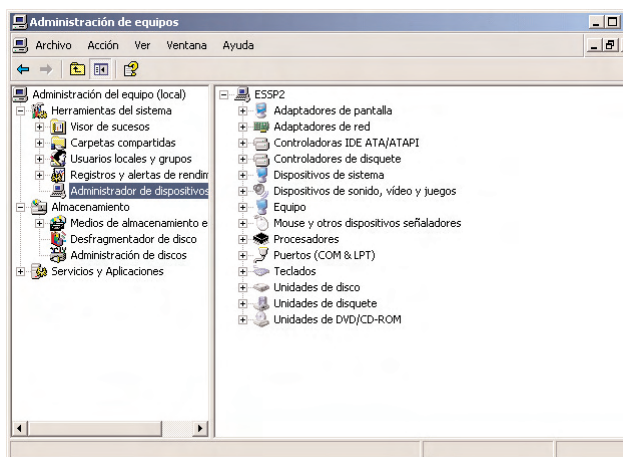 Administración de equipos
Archivo Acción Ver Ventana Ayuda
Administración del equipo (local)
Herramientas del sistema
Visor de sucesos
Carpetas compartidas
Usuarios locales y grupos
Registros y alertas de rendin
Administrador de dispositivos
Almacenamiento
Medios de almacenamiento e
Desfragmentador de disco
Administración de discos
Servicios y Aplicaciones
ESSP2
Adaptadores de pantalla
Adaptadores de red
Controladoras IDE ATA/ATAPI
Controladores de disquete
Dispositivos de sistema
Dispositivos de sonido, vídeo y juegos
Equipo
Mouse y otros dispositivos señaladores
Procesadores
Puertos (COM & LPT)
Teclados
Unidades de disco
Unidades de disquete
Unidades de DVD/CD-ROM